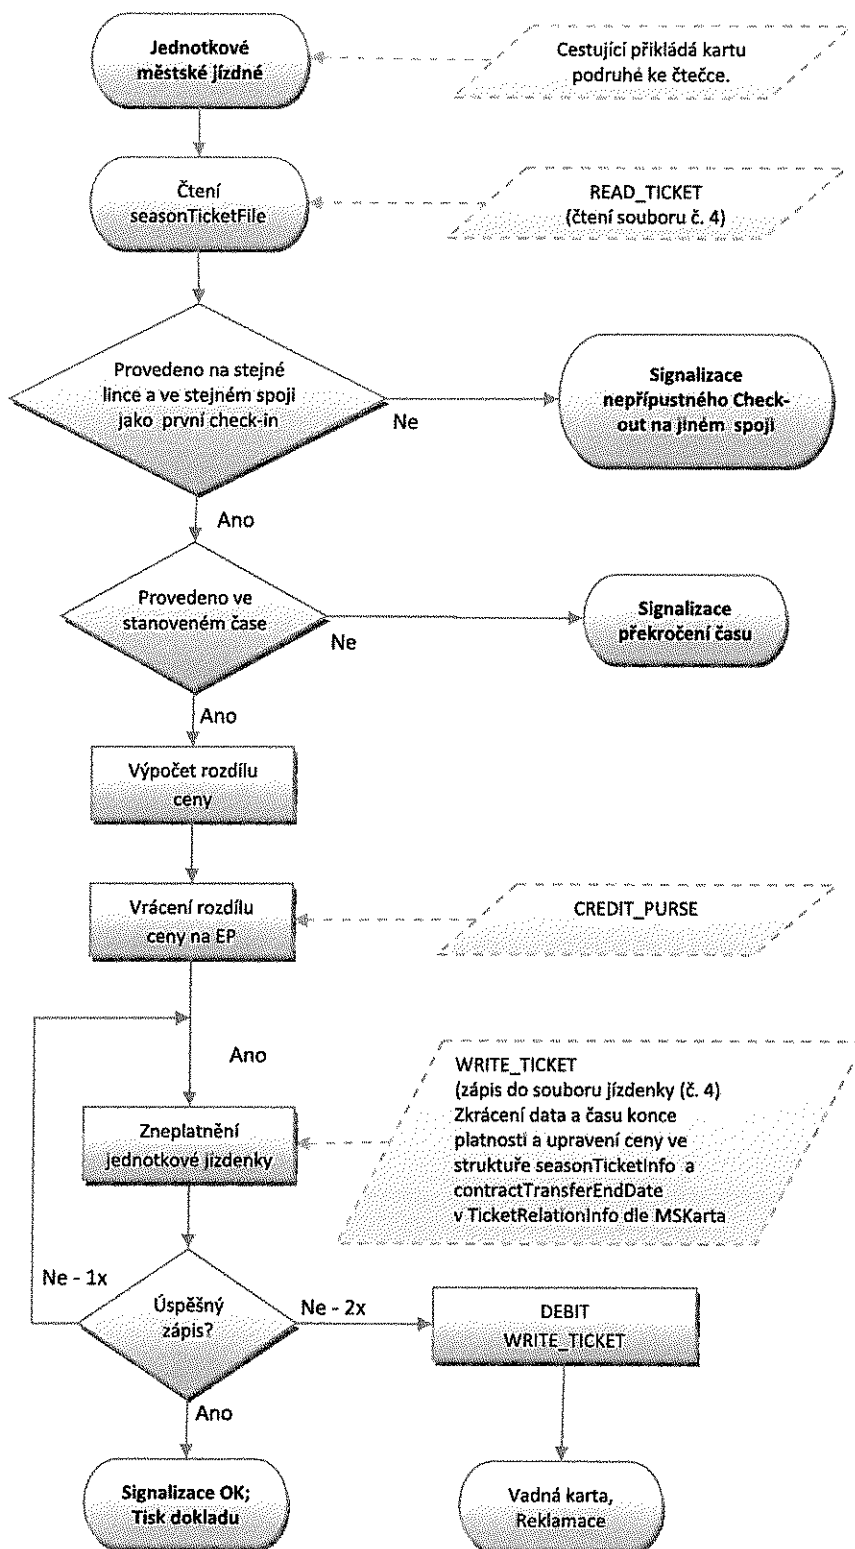 Jednotkové
městské jízdné
Cestující přikládá kartu
podruhé ke čtečce.
Čtení
seasonTicketFile
READ_TICKET
(čtení souboru č. 4)
Provedeno na stejné
lince a ve stejném spoji
jako první check-in
Ne
Signalizace
nepřípustného Check-
out na jiném spoji
Ano
Provedeno ve
stanoveném čase
Ne
Signalizace
překročení času
Ano
Výpočet rozdílu
ceny
Vrácení rozdílu
ceny na EP
CREDIT_PURSE
Ano
WRITE_TICKET
(zápis do souboru jízdenky (č. 4)
Zkrácení data a času konce
platnosti a upravení ceny ve
struktuře seasonTicketInfo a
contractTransferEndDate
v TicketRelationInfo dle MSKarta
Zneplatnění
jednotkové jízdenky
Ne - 1x
Úspěšný
zápis?
Ne - 2x
DEBIT
WRITE_TICKET
Ano
Signalizace OK;
Tisk dokladu
Vadná karta,
Reklamace